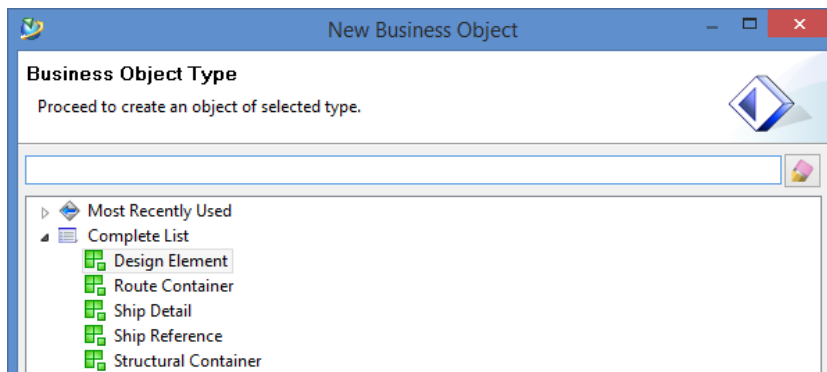 New Business Object
Business Object Type
Proceed to create an object of selected type.
Most Recently Used
Complete List
Design Element
Route Container
Ship Detail
Ship Reference
Structural Container